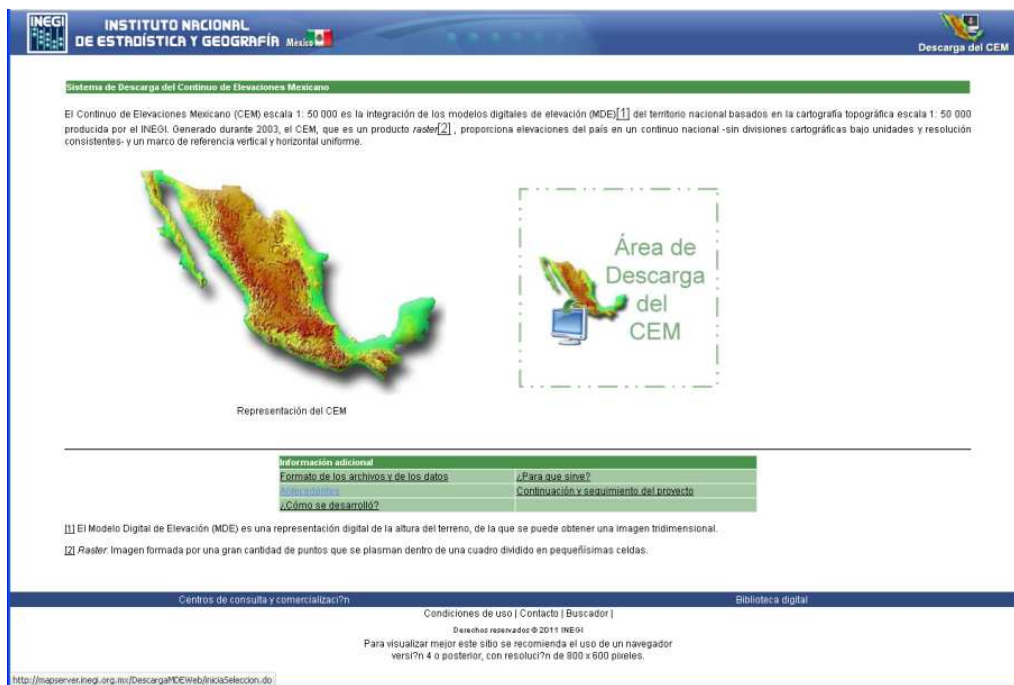 INEGI
INSTITUTO NACIONAL
DE ESTADÍSTICA Y GEOGRAFÍA México
Descarga del CEM
Sistema de Descarga del Continuo de Elevaciones Mexicano
El Continuo de Elevaciones Mexicano (CEM) escala 1: 50 000 es la integración de los modelos digitales de elevación (MDE)[1] del territorio nacional basados en la cartografía topográfica escala 1: 50 000
producida por el INEGI. Generado durante 2003, el CEM, que es un producto raster[2] , proporciona elevaciones del país en un continuo nacional -sin divisiones cartográficas bajo unidades y resolución
consistentes- y un marco de referencia vertical y horizontal uniforme.
Área de
Descarga
del
CEM
Representación del CEM
Información adicional
Formato de los archivos y de los datos
¿Para que sirve?
Antecedentes
Continuación y seguimiento del proyecto
¿Cómo se desarrolló?
[1] El Modelo Digital de Elevación (MDE) es una representación digital de la altura del terreno, de la que se puede obtener una imagen tridimensional.
[2] Raster: Imagen formada por una gran cantidad de puntos que se plasman dentro de una cuadro dividido en pequeñísimas celdas.
Centros de consulta y comercializaci?n
Biblioteca digital
Condiciones de uso | Contacto | Buscador |
Derechos reservados © 2011 INEGI
Para visualizar mejor este sitio se recomienda el uso de un navegador
versi?n 4 o posterior, con resoluci?n de 800 x 600 pixeles.
http://mapserver.inegi.org.mx/DescargaMDEWeb/iniciaSeleccion.do